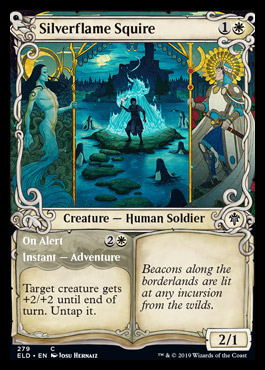 Silverflame Squire 1
Creature — Human Soldier
On Alert 2
Instant — Adventure
Target creature gets
+2/+2 until end of
turn. Untap it.
Beacons along the
borderlands are lit
at any incursion
from the wilds.
2/1
279 C
ELD • EN Josu Hernaiz
™ & © 2019 Wizards of the Coast